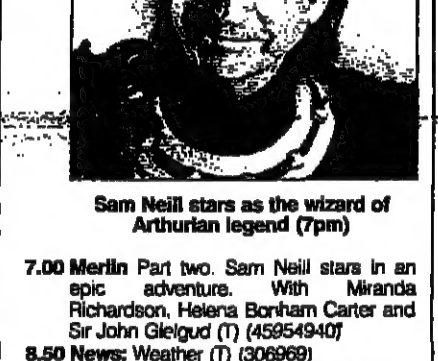 Sam Neill stars as the wizard of
Arthurian legend (7pm)
7.00 Merlin Part two. Sam Neill stars in an
epic adventure. With Miranda
Richardson, Helena Bonham Carter and
Sir John Gielgud (T) (45954940)
8.50 News: Weather (T) (306969)